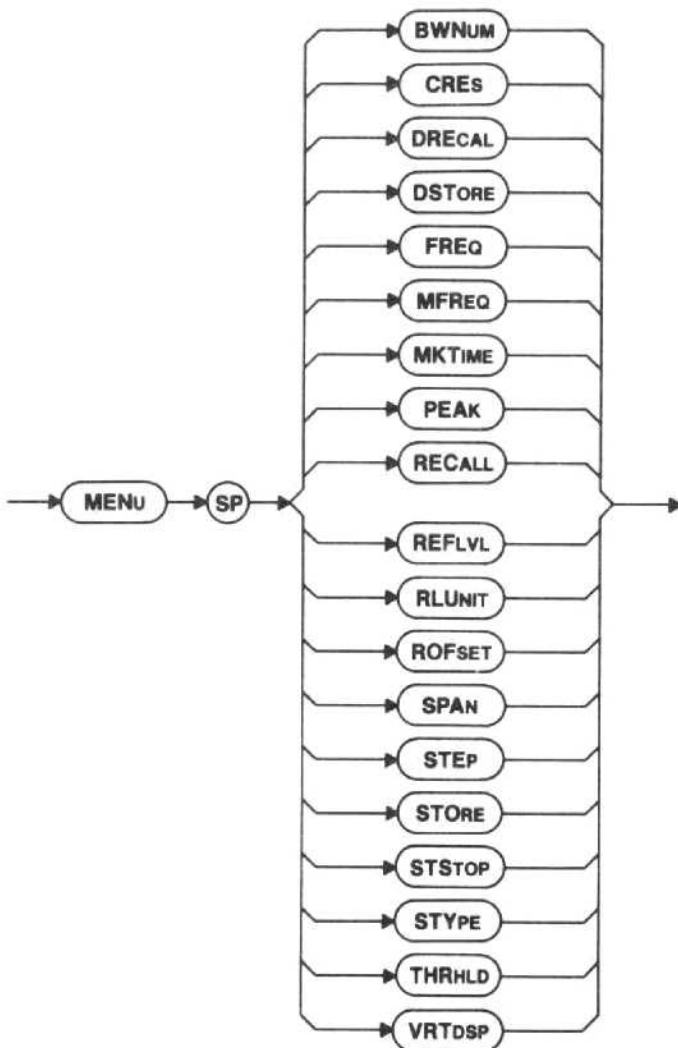 BWNUM
CRES
DRECAL
DSTORE
FREQ
MFREQ
MKTIME
PEAK
RECALL
MENU SP
REFLVL
RLUNIT
ROFSET
SPAN
STEP
STORE
STSTOP
STYPE
THRHLD
VRTDSP